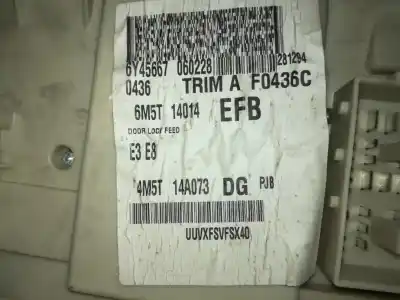 6Y45667 060228 281294
0436 TRIM A F0436C
6M5T 14014 EFB
DOOR LOCK FEED
E3 E8
4M5T 14A073 DG PJB
UUVXFSVFSX40